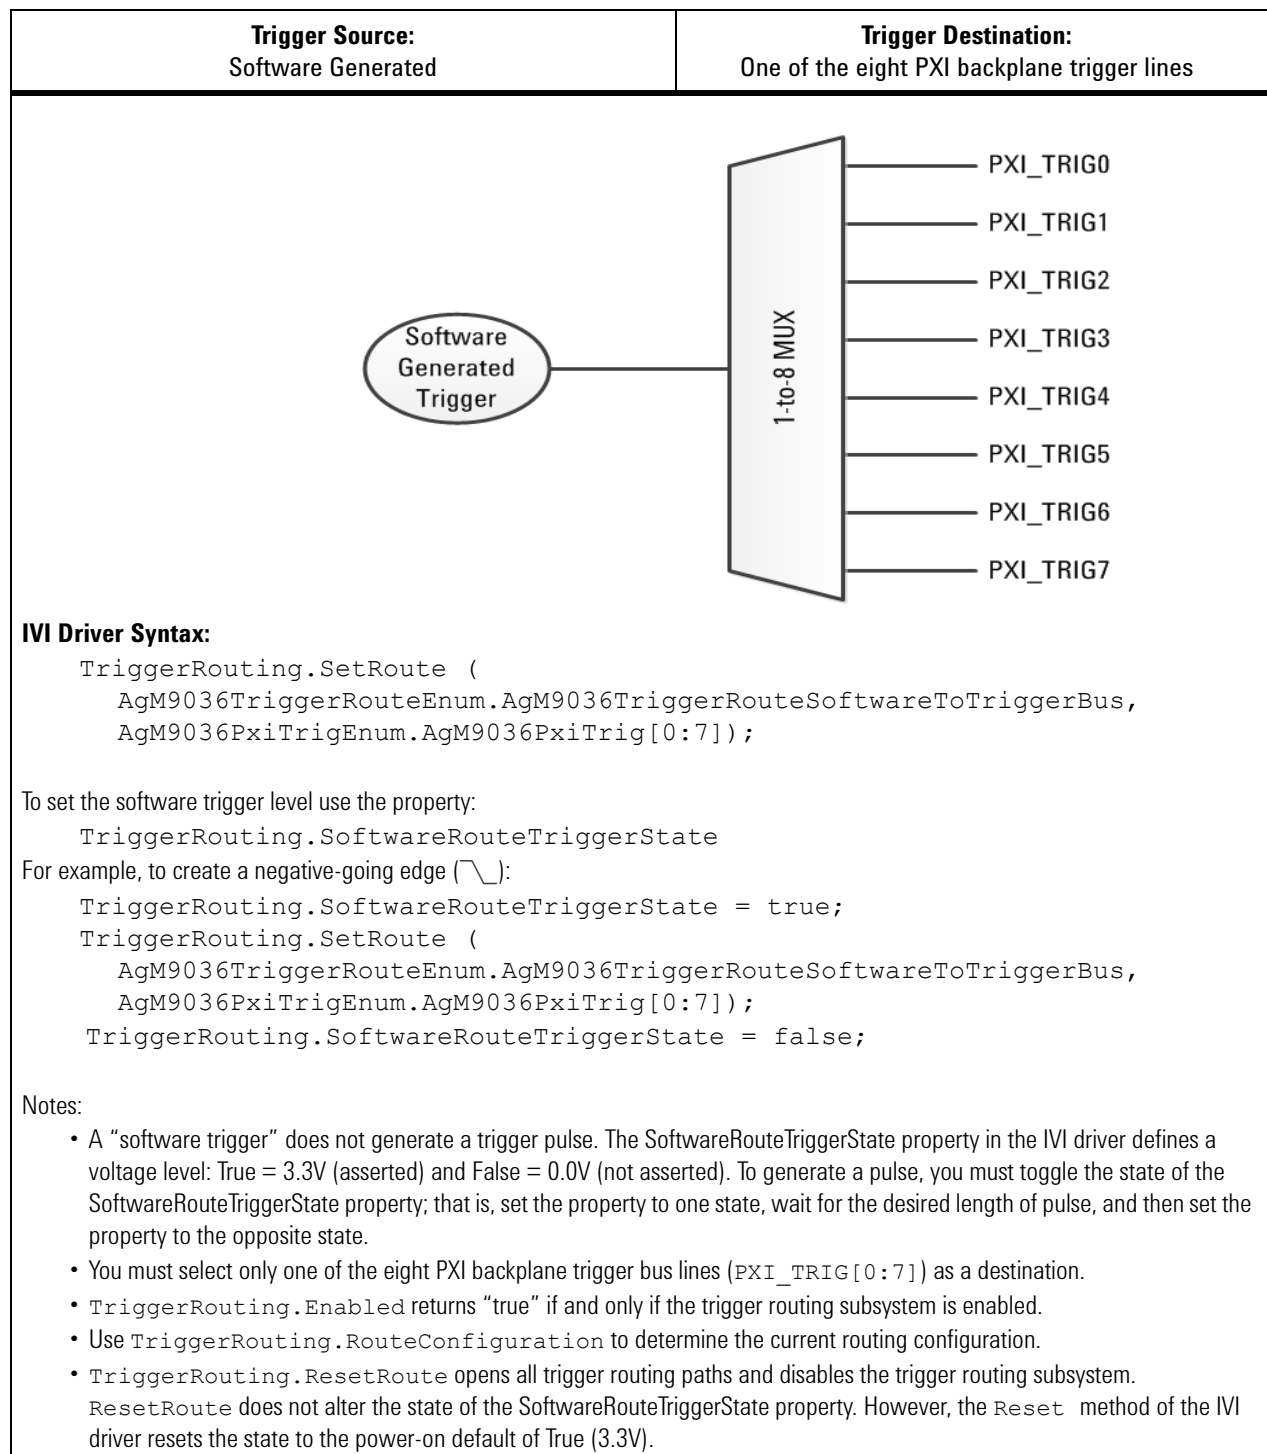 Trigger Source:
Software Generated
Trigger Destination:
One of the eight PXI backplane trigger lines
Software
Generated
Trigger
1-to-8 MUX
PXI_TRIG0
PXI_TRIG1
PXI_TRIG2
PXI_TRIG3
PXI_TRIG4
PXI_TRIG5
PXI_TRIG6
PXI_TRIG7
IVI Driver Syntax:
TriggerRouting.SetRoute (
AgM9036TriggerRouteEnum.AgM9036TriggerRouteSoftwareToTriggerBus,
AgM9036PxiTrigEnum.AgM9036PxiTrig[0:7]);
To set the software trigger level use the property:
TriggerRouting.SoftwareRouteTriggerState
For example, to create a negative-going edge (‾\_):
TriggerRouting.SoftwareRouteTriggerState = true;
TriggerRouting.SetRoute (
AgM9036TriggerRouteEnum.AgM9036TriggerRouteSoftwareToTriggerBus,
AgM9036PxiTrigEnum.AgM9036PxiTrig[0:7]);
TriggerRouting.SoftwareRouteTriggerState = false;
Notes:
• A “software trigger” does not generate a trigger pulse. The SoftwareRouteTriggerState property in the IVI driver defines a
voltage level: True = 3.3V (asserted) and False = 0.0V (not asserted). To generate a pulse, you must toggle the state of the
SoftwareRouteTriggerState property; that is, set the property to one state, wait for the desired length of pulse, and then set the
property to the opposite state.
• You must select only one of the eight PXI backplane trigger bus lines (PXI_TRIG[0:7]) as a destination.
• TriggerRouting.Enabled returns “true” if and only if the trigger routing subsystem is enabled.
• Use TriggerRouting.RouteConfiguration to determine the current routing configuration.
• TriggerRouting.ResetRoute opens all trigger routing paths and disables the trigger routing subsystem.
ResetRoute does not alter the state of the SoftwareRouteTriggerState property. However, the Reset method of the IVI
driver resets the state to the power-on default of True (3.3V).